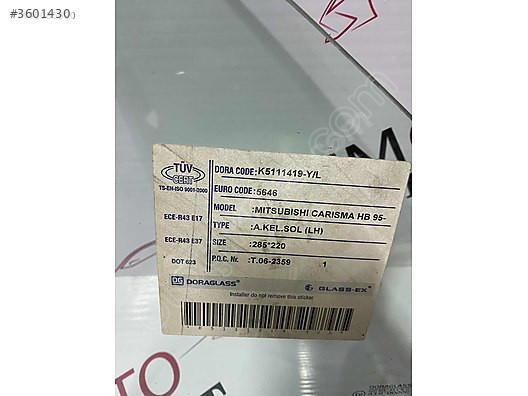 #3601430
TÜV
CERT
TS-EN-ISO 9001-2000
ECE-R43 E17
ECE-R43 E37
DOT 623
DORA CODE:K5111419-Y/L
EURO CODE:5646
MODEL :MITSUBISHI CARISMA HB 95-
TYPE :A.KEL.SOL (LH)
SIZE :285*220
P.Q.C. Nr. :T.06-2359 1
DG DORAGLASS® GLASS-EX®
Installer do not remove this sticker